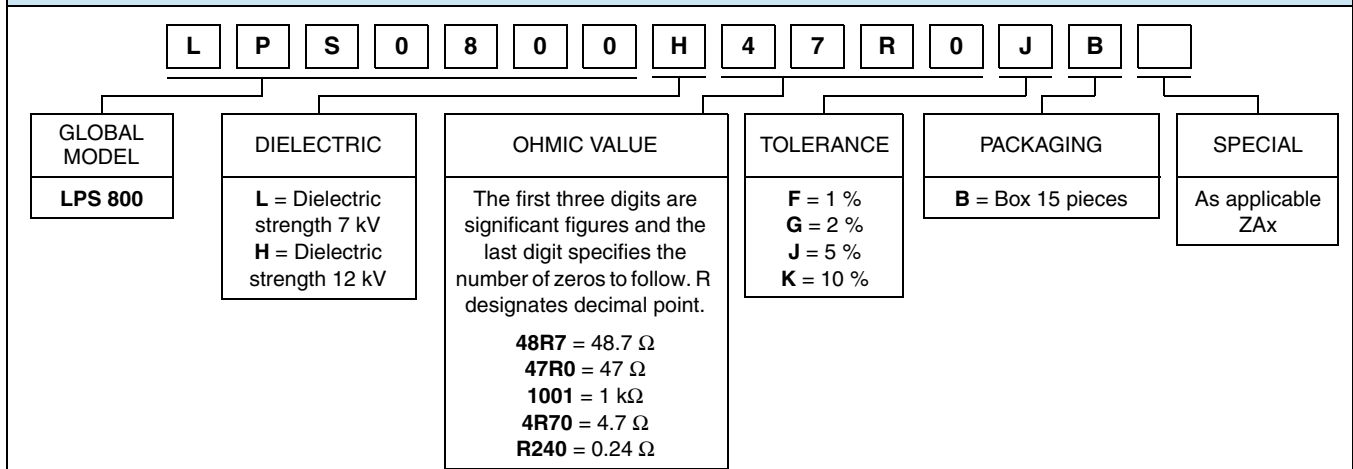 L P S 0 8 0 0 H 4 7 R 0 J B
GLOBAL
MODEL
LPS 800
DIELECTRIC
L = Dielectric
strength 7 kV
H = Dielectric
strength 12 kV
OHMIC VALUE
The first three digits are
significant figures and the
last digit specifies the
number of zeros to follow. R
designates decimal point.
48R7 = 48.7 Ω
47R0 = 47 Ω
1001 = 1 kΩ
4R70 = 4.7 Ω
R240 = 0.24 Ω
TOLERANCE
F = 1 %
G = 2 %
J = 5 %
K = 10 %
PACKAGING
B = Box 15 pieces
SPECIAL
As applicable
ZAx